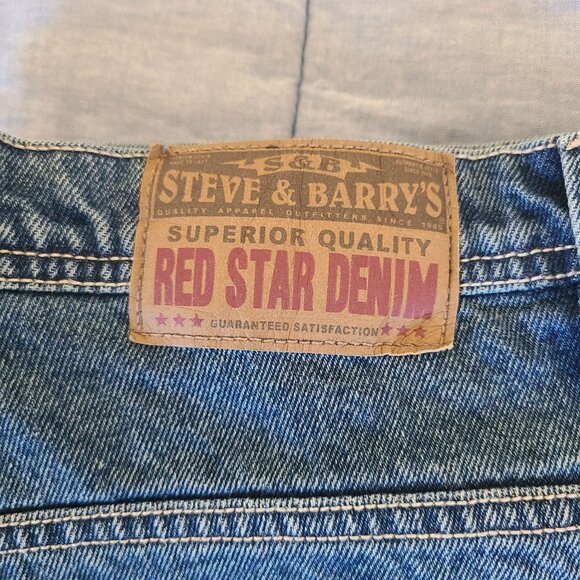 S&B
STEVE & BARRY'S
QUALITY APPAREL OUTFITTERS SINCE 1985
SUPERIOR QUALITY
RED STAR DENIM
GUARANTEED SATISFACTION